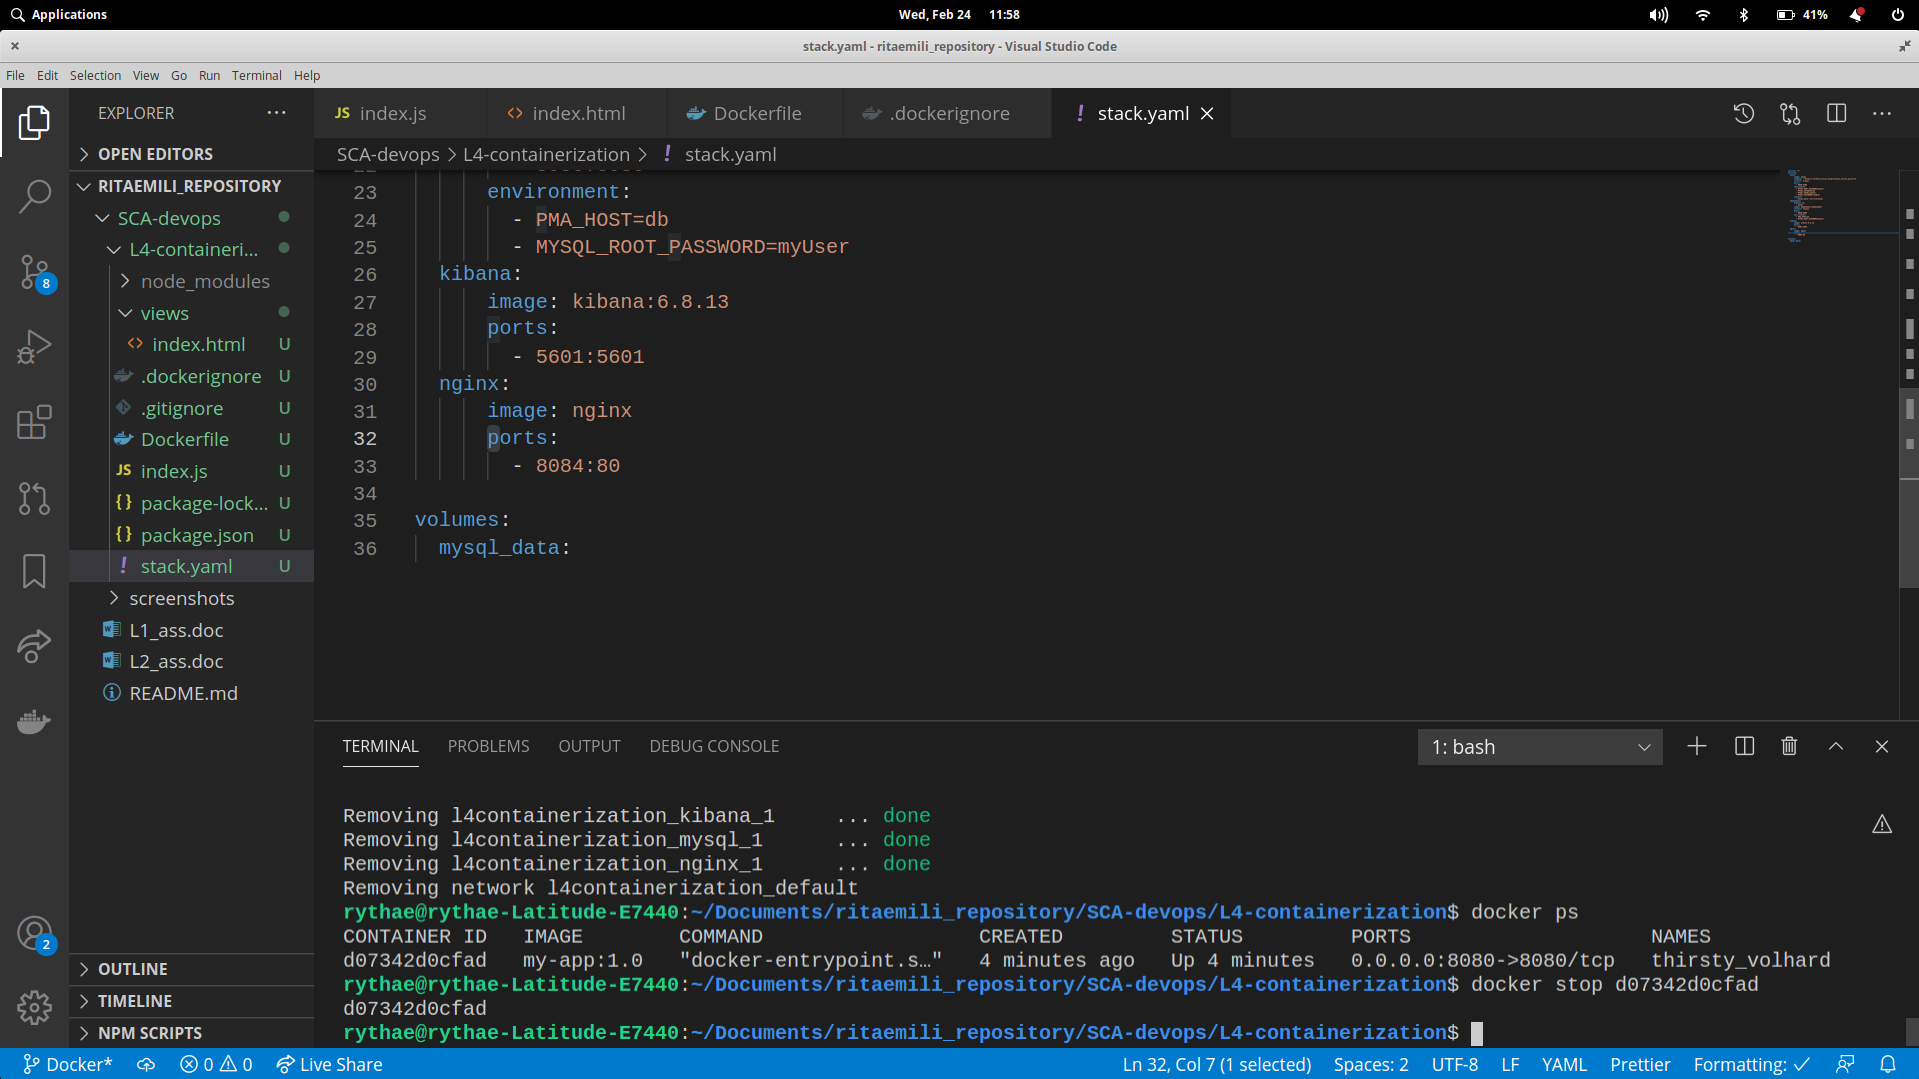 Applications
Wed, Feb 24 11:58
41%
stack.yaml - ritaemili_repository - Visual Studio Code
File Edit Selection View Go Run Terminal Help
EXPLORER
OPEN EDITORS
RITAEMILI_REPOSITORY
SCA-devops
L4-containeri...
node_modules
views
index.html U
.dockerignore U
.gitignore U
Dockerfile U
JS index.js U
{} package-lock... U
{} package.json U
! stack.yaml U
screenshots
L1_ass.doc
L2_ass.doc
README.md
OUTLINE
TIMELINE
NPM SCRIPTS
8
2
JS index.js
index.html
Dockerfile
.dockerignore
! stack.yaml
SCA-devops > L4-containerization > ! stack.yaml
23 environment:
24 - PMA_HOST=db
25 - MYSQL_ROOT_PASSWORD=myUser
26 kibana:
27 image: kibana:6.8.13
28 ports:
29 - 5601:5601
30 nginx:
31 image: nginx
32 ports:
33 - 8084:80
34
35 volumes:
36 mysql_data:
TERMINAL PROBLEMS OUTPUT DEBUG CONSOLE
1: bash
Removing l4containerization_kibana_1 ... done
Removing l4containerization_mysql_1 ... done
Removing l4containerization_nginx_1 ... done
Removing network l4containerization_default
rythae@rythae-Latitude-E7440:~/Documents/ritaemili_repository/SCA-devops/L4-containerization$ docker ps
CONTAINER ID IMAGE COMMAND CREATED STATUS PORTS NAMES
d07342d0cfad my-app:1.0 "docker-entrypoint.s…" 4 minutes ago Up 4 minutes 0.0.0.0:8080->8080/tcp thirsty_volhard
rythae@rythae-Latitude-E7440:~/Documents/ritaemili_repository/SCA-devops/L4-containerization$ docker stop d07342d0cfad
d07342d0cfad
rythae@rythae-Latitude-E7440:~/Documents/ritaemili_repository/SCA-devops/L4-containerization$
Docker* 0 0 Live Share
Ln 32, Col 7 (1 selected) Spaces: 2 UTF-8 LF YAML Prettier Formatting: ✓